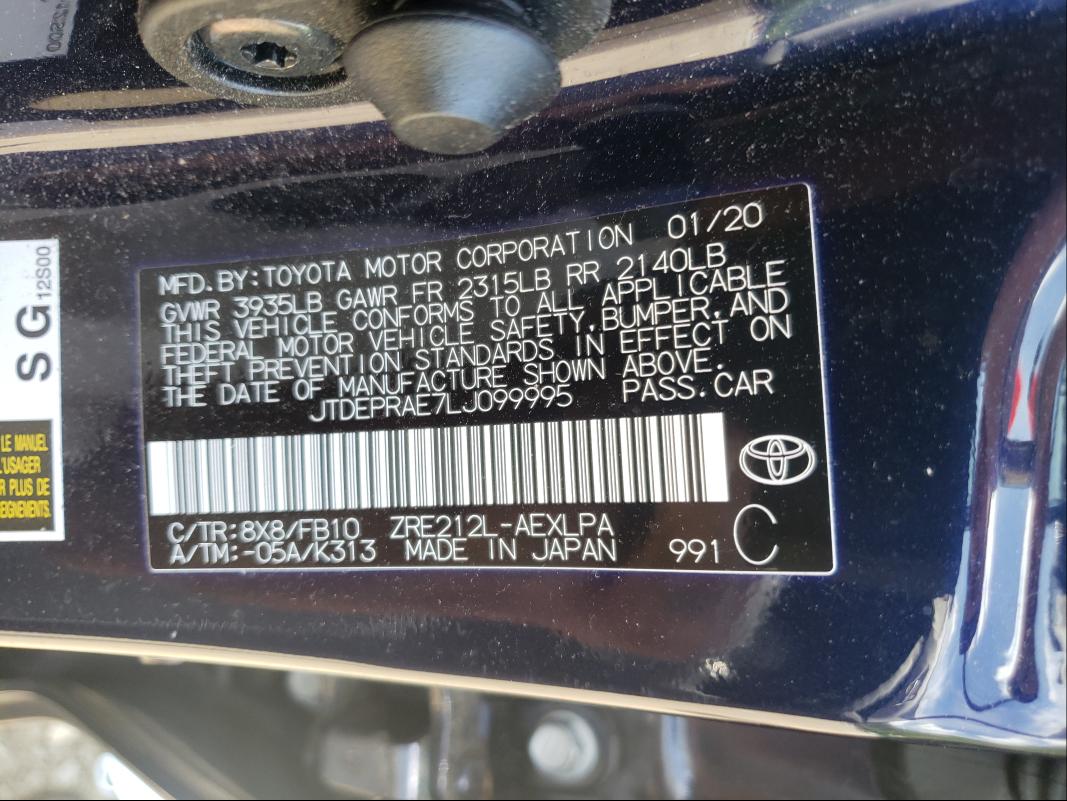 MFD.BY:TOYOTA MOTOR CORPORATION 01/20
GVWR 3935LB GAWR FR 2315LB RR 2140LB
THIS VEHICLE CONFORMS TO ALL APPLICABLE
FEDERAL MOTOR VEHICLE SAFETY,BUMPER,AND
THEFT PREVENTION STANDARDS IN EFFECT ON
THE DATE OF MANUFACTURE SHOWN ABOVE.
JTDEPRAE7LJ099995 PASS.CAR
C/TR:8X8/FB10 ZRE212L-AEXLPA
A/TM:-05A/K313 MADE IN JAPAN 991 C
SG 12S00
LE MANUEL
L'USAGER
R PLUS DE